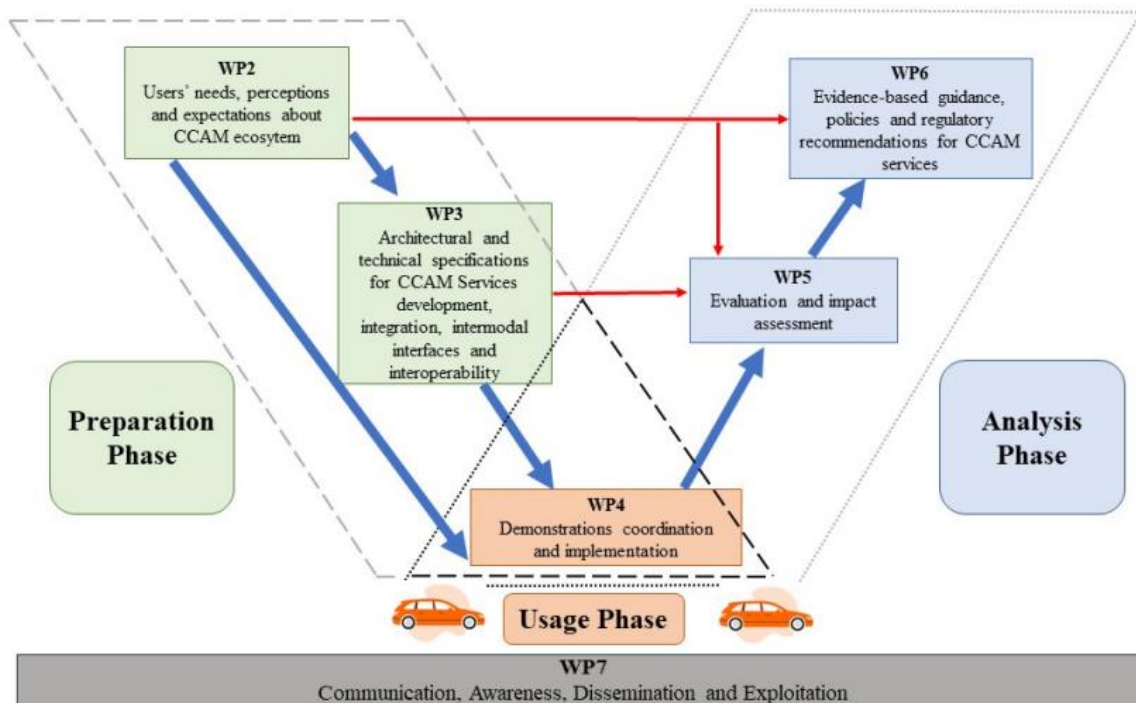 WP2
Users' needs, perceptions
and expectations about
CCAM ecosytem
WP6
Evidence-based guidance,
policies and regulatory
recommendations for CCAM
services
WP3
Architectural and
technical specifications
for CCAM Services
development,
integration, intermodal
interfaces and
interoperability
WP5
Evaluation and impact
assessment
Preparation
Phase
Analysis
Phase
WP4
Demonstrations coordination
and implementation
Usage Phase
WP7
Communication, Awareness, Dissemination and Exploitation